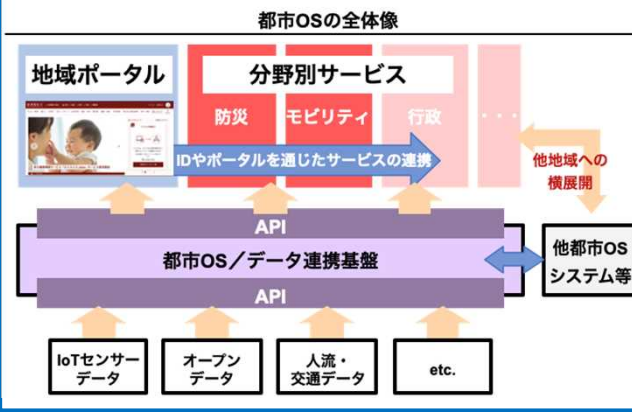 都市OSの全体像
地域ポータル
分野別サービス
防災
モビリティ
行政
・・・
IDやポータルを通じたサービスの連携
他地域への
横展開
API
都市OS／データ連携基盤
API
他都市OS
システム等
IoTセンサー
データ
オープン
データ
人流・
交通データ
etc.